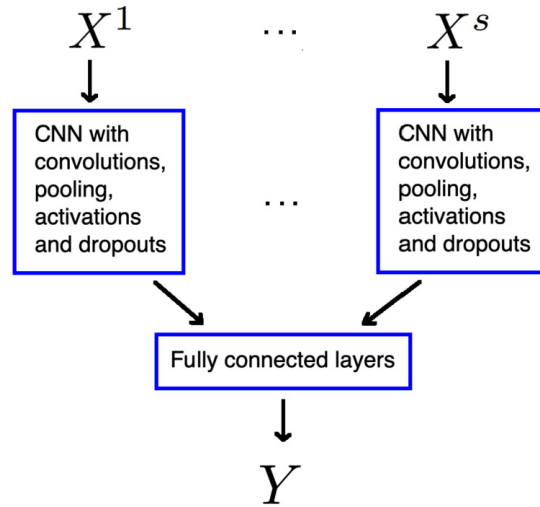 X^1 ... X^s
CNN with
convolutions,
pooling,
activations
and dropouts
...
CNN with
convolutions,
pooling,
activations
and dropouts
Fully connected layers
Y